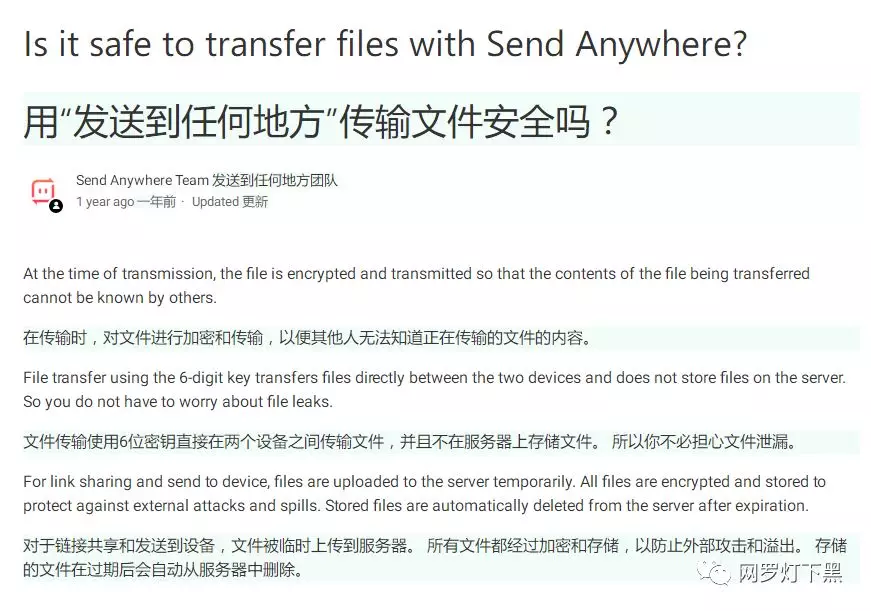 Is it safe to transfer files with Send Anywhere?
用“发送到任何地方”传输文件安全吗？
Send Anywhere Team 发送到任何地方团队
1 year ago 一年前 · Updated 更新
At the time of transmission, the file is encrypted and transmitted so that the contents of the file being transferred
cannot be known by others.
在传输时，对文件进行加密和传输，以便其他人无法知道正在传输的文件的内容。
File transfer using the 6-digit key transfers files directly between the two devices and does not store files on the server.
So you do not have to worry about file leaks.
文件传输使用6位密钥直接在两个设备之间传输文件，并且不在服务器上存储文件。 所以你不必担心文件泄漏。
For link sharing and send to device, files are uploaded to the server temporarily. All files are encrypted and stored to
protect against external attacks and spills. Stored files are automatically deleted from the server after expiration.
对于链接共享和发送到设备，文件被临时上传到服务器。 所有文件都经过加密和存储，以防止外部攻击和溢出。 存储
的文件在过期后会自动从服务器中删除。
网罗灯下黑